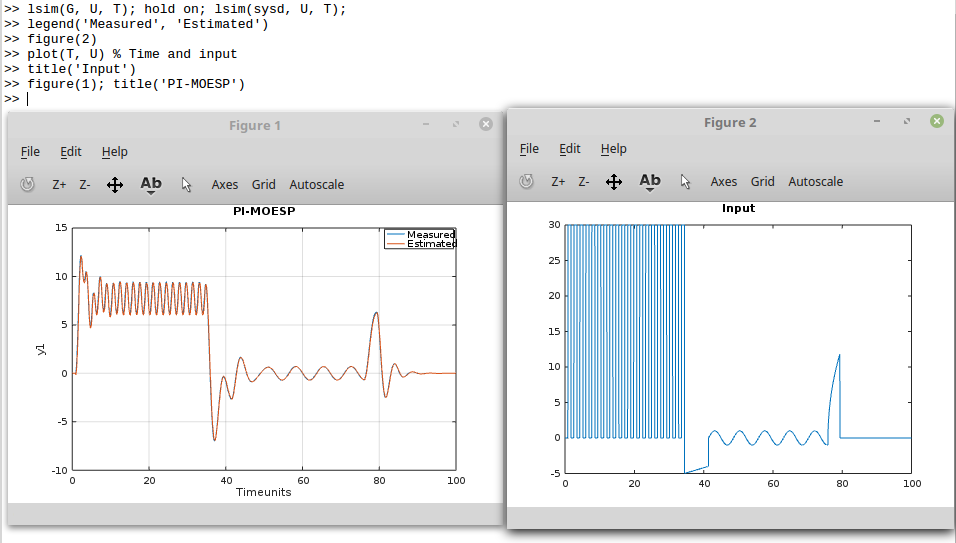 >> lsim(G, U, T); hold on; lsim(sysd, U, T);
>> legend('Measured', 'Estimated')
>> figure(2)
>> plot(T, U) % Time and input
>> title('Input')
>> figure(1); title('PI-MOESP')
>>
Figure 1
File Edit Help
Z+ Z- Ab Axes Grid Autoscale
PI-MOESP
15
10
5
0
-5
-10
y1
Measured
Estimated
0 20 40 60 80 100
Timeunits
Figure 2
File Edit Help
Z+ Z- Ab Axes Grid Autoscale
Input
30
25
20
15
10
5
0
-5
0 20 40 60 80 100